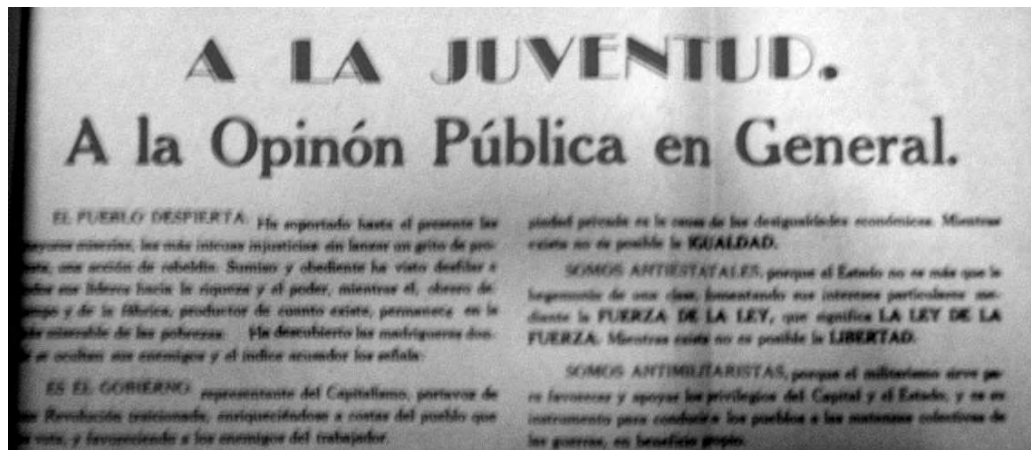 A LA JUVENTUD.
A la Opinón Pública en General.
EL PUEBLO DESPIERTA. Ha soportado hasta el presente las
mayores miserias, las más inicuas injusticias sin lanzar un grito de pro-
testa, una acción de rebeldía. Sumiso y obediente ha visto desfilar a
todos sus líderes hacia la riqueza y el poder, mientras él, obrero de
campo y de la fábrica, productor de cuanto existe, permanece en la
más miserable de las pobrezas. Ha descubierto las madrigueras don-
de se ocultan sus enemigos y el índice acusador los señala:
ES EL GOBIERNO, representante del Capitalismo, portavoz de
una Revolución traicionada, enriqueciéndose a costas del pueblo que
los vota, y favoreciendo a los enemigos del trabajador.
piedad privada es la causa de las desigualdades económicas. Mientras
exista no es posible la IGUALDAD.
SOMOS ANTIESTATALES, porque el Estado no es más que la
hegemonía de una clase, fomentando sus intereses particulares me-
diante la FUERZA DE LA LEY, que significa LA LEY DE LA
FUERZA. Mientras exista no es posible la LIBERTAD.
SOMOS ANTIMILITARISTAS, porque el militarismo sirve pa-
ra favorecer y apoyar los privilegios del Capital y el Estado, y es es
instrumento para conducir a los pueblos a las matanzas colectivas de
las guerras, en beneficio propio.